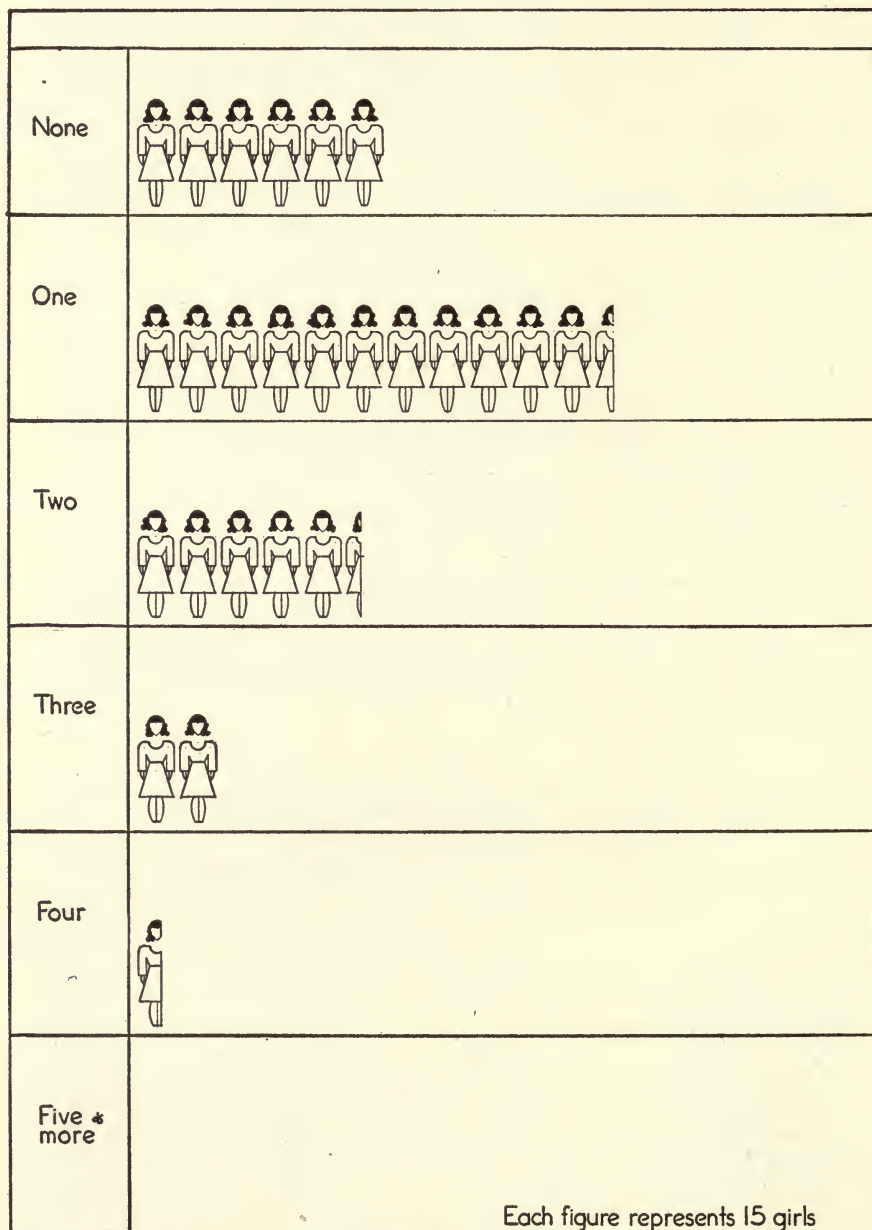 None
One
Two
Three
Four
Five &
more
Each figure represents 15 girls